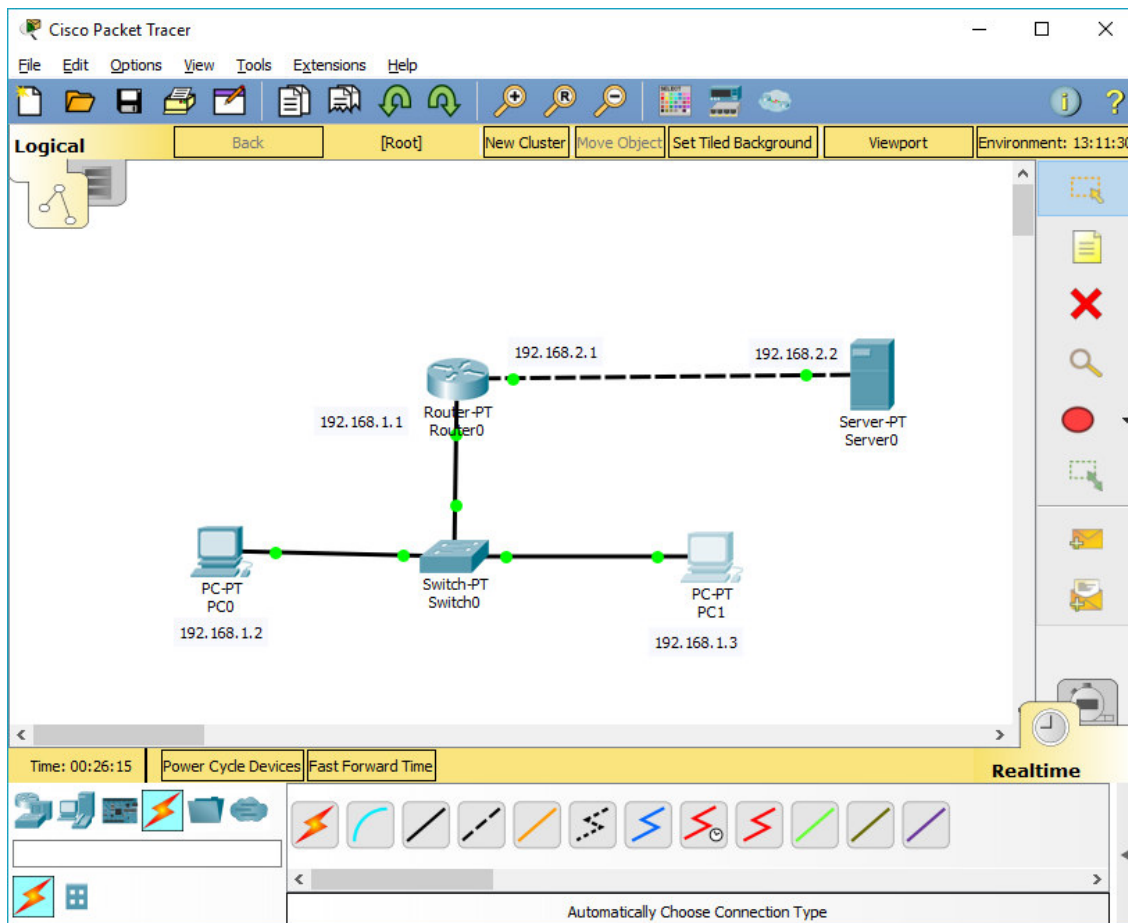 Cisco Packet Tracer
File Edit Options View Tools Extensions Help
Logical Back [Root] New Cluster Move Object Set Tiled Background Viewport Environment: 13:11:30
192.168.2.1 192.168.2.2
192.168.1.1
Router-PT
Router0
Server-PT
Server0
PC-PT
PC0
192.168.1.2
Switch-PT
Switch0
PC-PT
PC1
192.168.1.3
Time: 00:26:15 Power Cycle Devices Fast Forward Time Realtime
Automatically Choose Connection Type